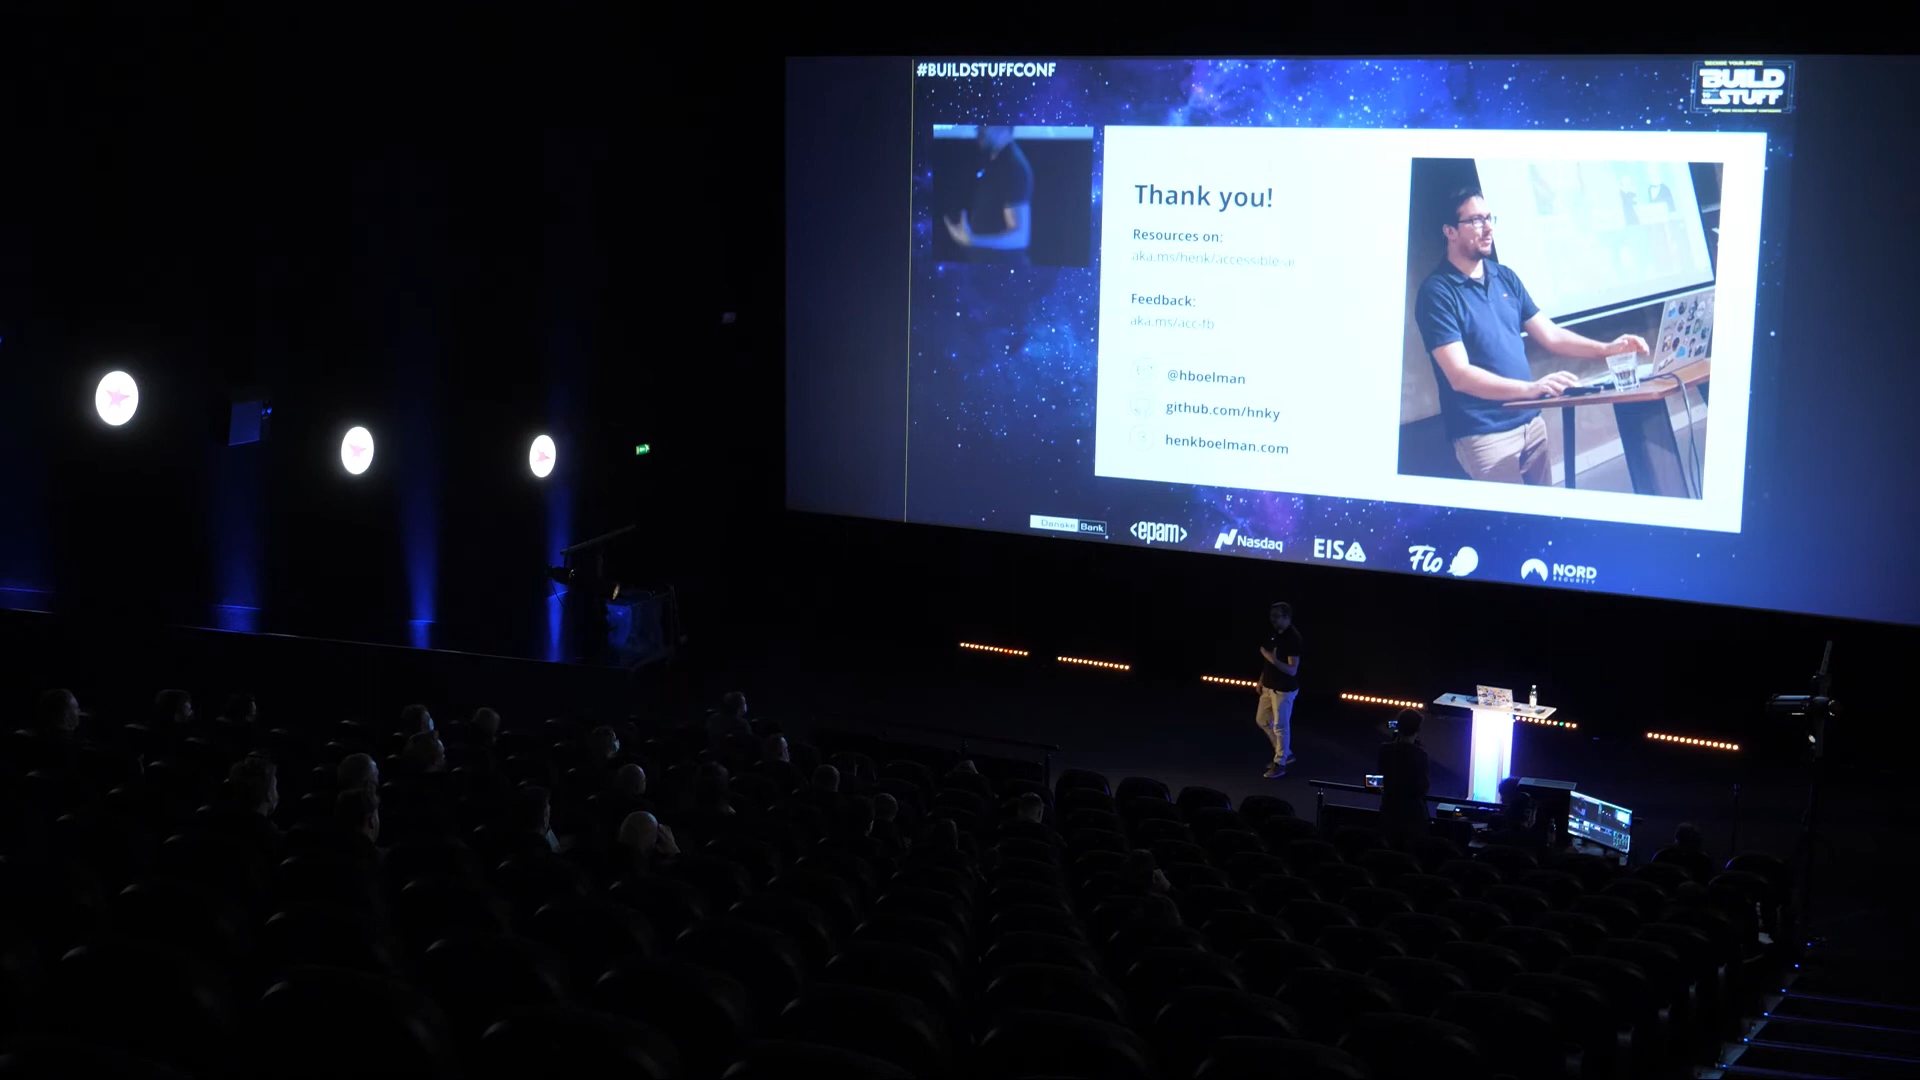 #BUILDSTUFFCONF
BUILD
STUFF
Thank you!
Resources on:
aka.ms/henk/accessible-ai
Feedback:
aka.ms/acc-fb
@hboelman
github.com/hnky
henkboelman.com
Danske Bank
<epam>
Nasdaq
EIS
Flo
NORD
SECURITY